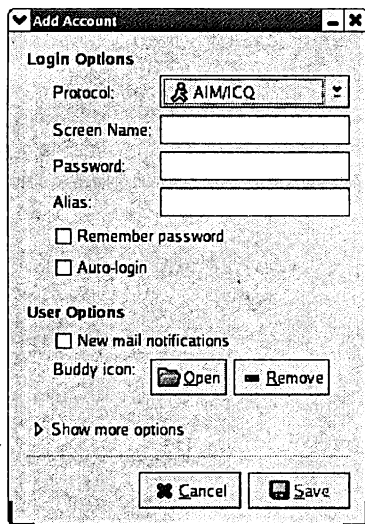 Add Account
Login Options
Protocol: AIM/ICQ
Screen Name:
Password:
Alias:
Remember password
Auto-login
User Options
New mail notifications
Buddy icon: Open Remove
Show more options
Cancel Save